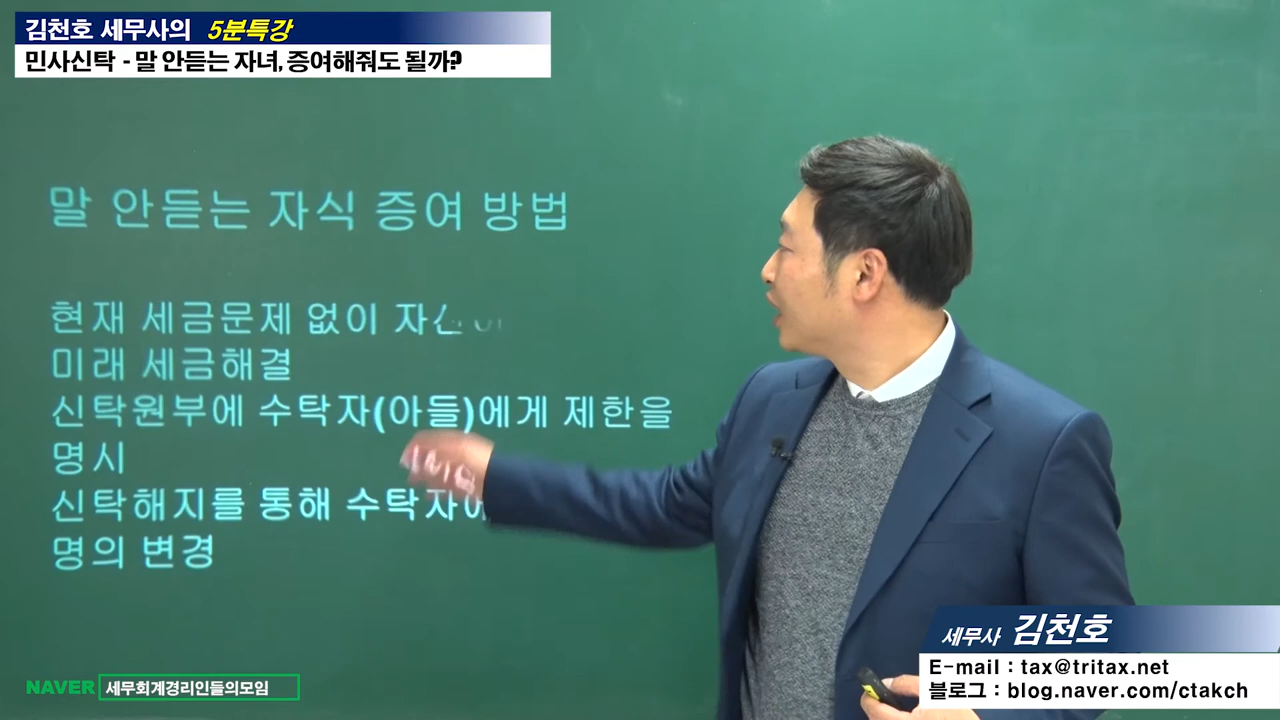 김천호 세무사의 5분특강
민사신탁 - 말 안듣는 자녀, 증여해줘도 될까?
말 안듣는 자식 증여 방법
현재 세금문제 없이
미래 세금해결
신탁원부에 수탁자(아들)에게 제한을
명시
신탁해지를 통해
명의 변경
세무사 김천호
E-mail : tax@tritax.net
블로그 : blog.naver.com/ctakch
NAVER 세무회계경리인들의모임